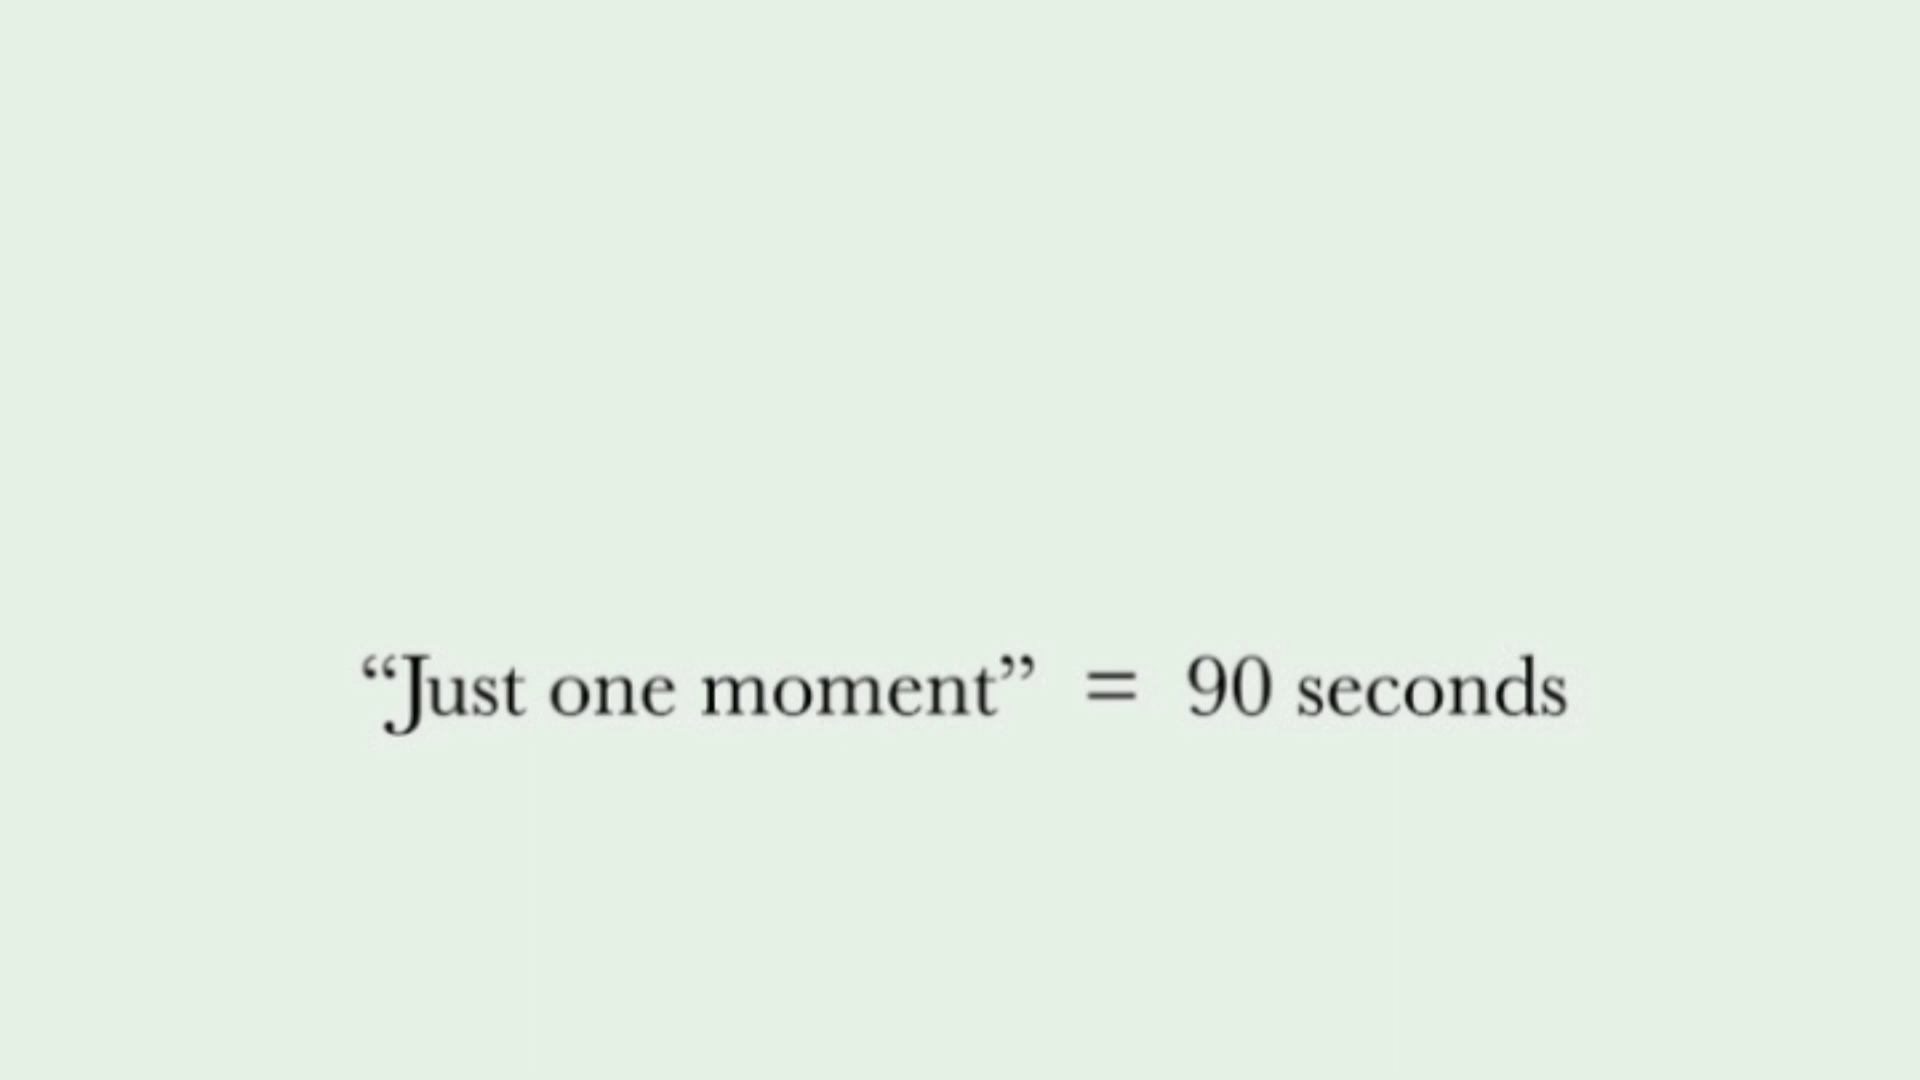 “Just one moment” = 90 seconds